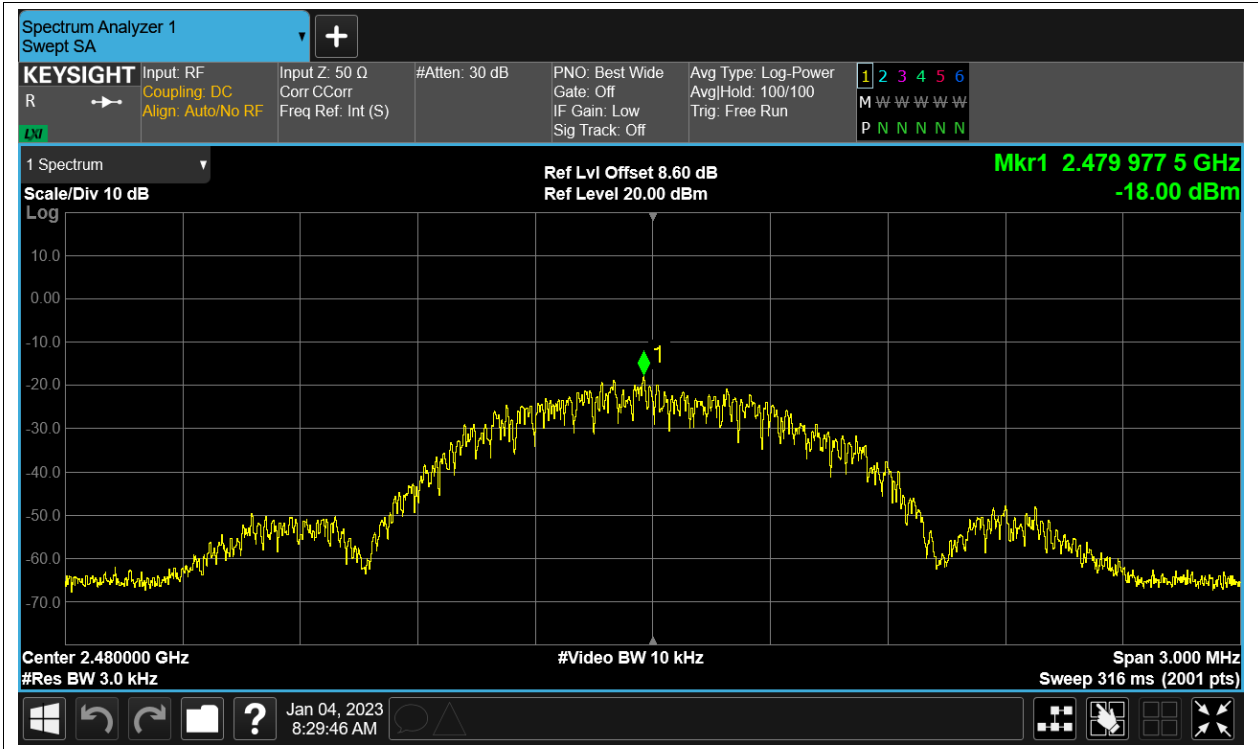 Spectrum Analyzer 1
Swept SA
KEYSIGHT
R
LXI
Input: RF
Coupling: DC
Align: Auto/No RF
Input Z: 50 Ω
Corr CCorr
Freq Ref: Int (S)
#Atten: 30 dB
PNO: Best Wide
Gate: Off
IF Gain: Low
Sig Track: Off
Avg Type: Log-Power
Avg|Hold: 100/100
Trig: Free Run
1 2 3 4 5 6
M W W W W W
P N N N N N
1 Spectrum
Scale/Div 10 dB
Log
Ref Lvl Offset 8.60 dB
Ref Level 20.00 dBm
Mkr1 2.479 977 5 GHz
-18.00 dBm
10.0
0.00
-10.0
1
-20.0
-30.0
-40.0
-50.0
-60.0
-70.0
Center 2.480000 GHz
#Res BW 3.0 kHz
#Video BW 10 kHz
Span 3.000 MHz
Sweep 316 ms (2001 pts)
?
Jan 04, 2023
8:29:46 AM